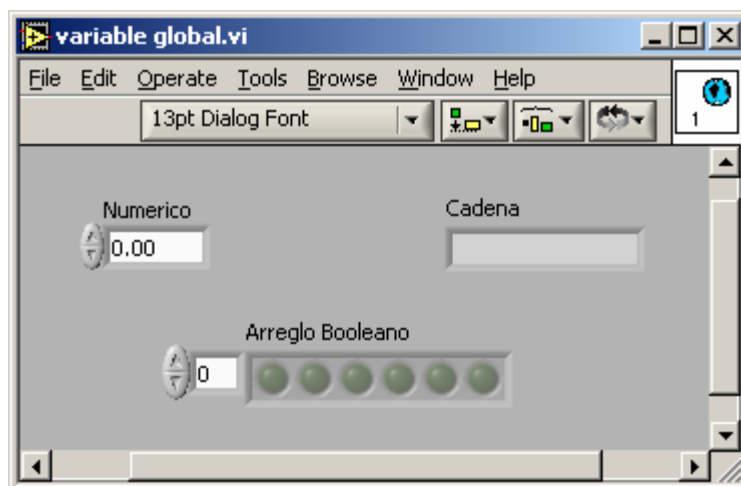 variable global.vi
File Edit Operate Tools Browse Window Help
13pt Dialog Font
1
Numerico
0.00
Cadena
Arreglo Booleano
0